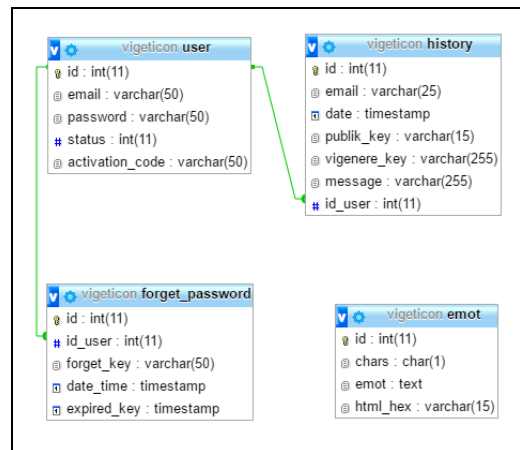 vigeticon user
id : int(11)
email : varchar(50)
password : varchar(50)
# status : int(11)
activation_code : varchar(50)
vigeticon history
id : int(11)
email : varchar(25)
date : timestamp
publik_key : varchar(15)
vigenere_key : varchar(255)
message : varchar(255)
# id_user : int(11)
vigeticon forget_password
id : int(11)
# id_user : int(11)
forget_key : varchar(50)
date_time : timestamp
expired_key : timestamp
vigeticon emot
id : int(11)
chars : char(1)
emot : text
html_hex : varchar(15)